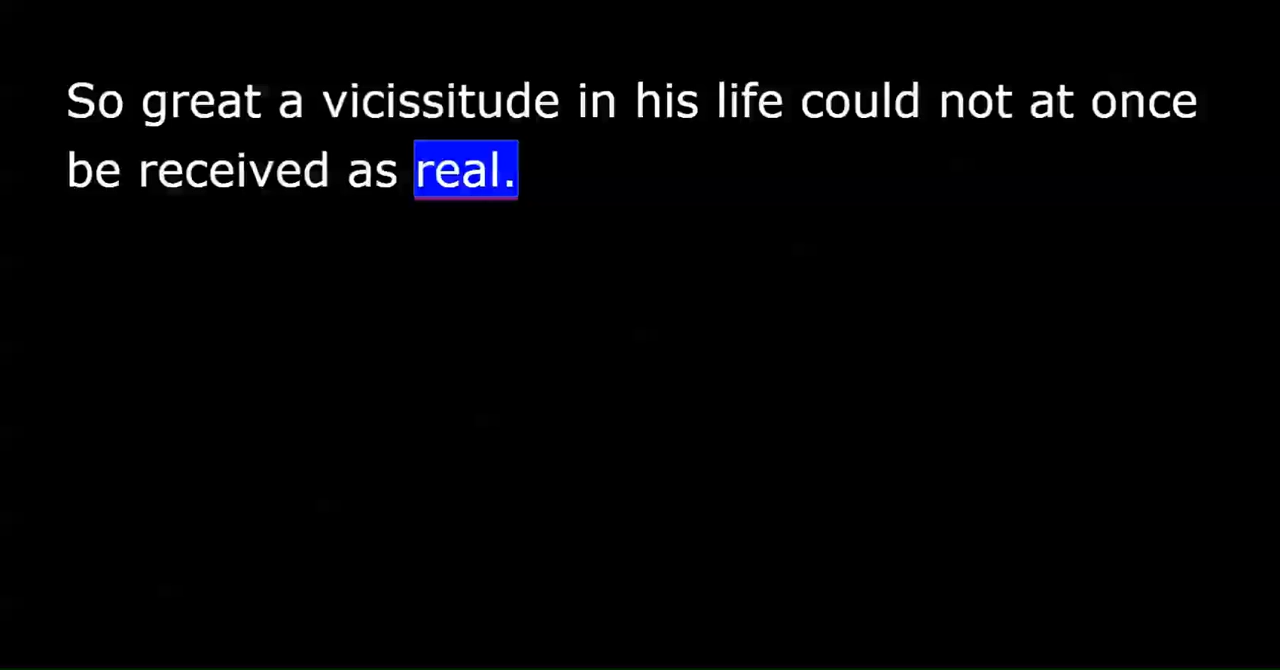 So great a vicissitude in his life could not at once
be received as real.